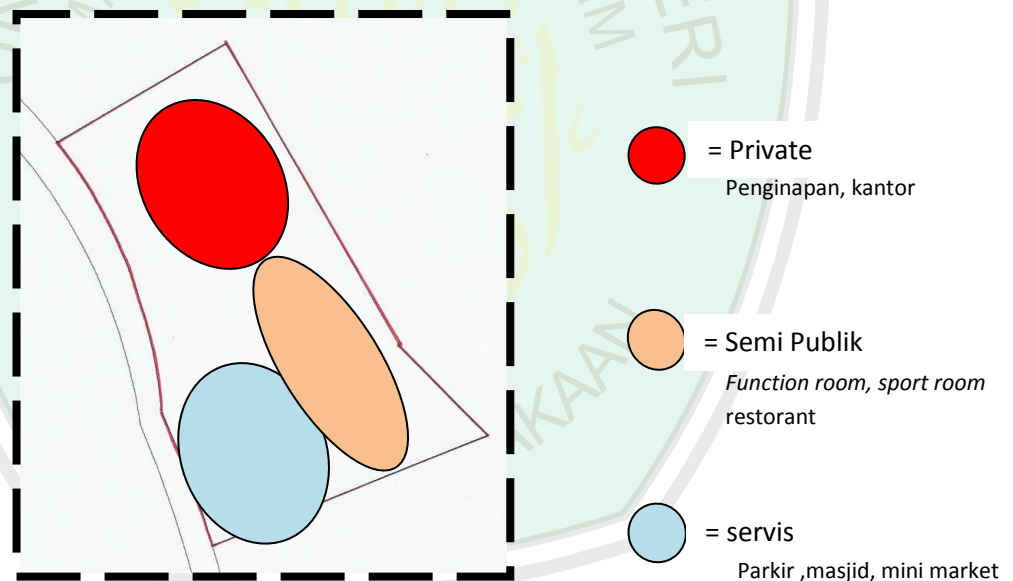 = Private
Penginapan, kantor
= Semi Publik
Function room, sport room
restorant
= servis
Parkir ,masjid, mini market